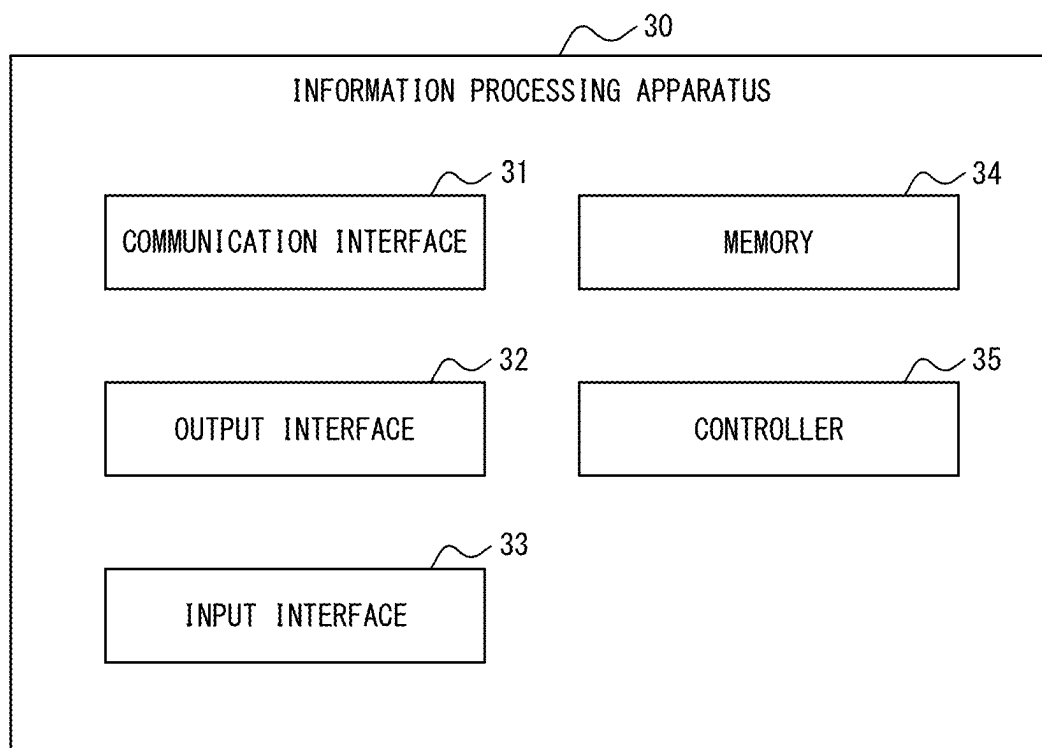 30
INFORMATION PROCESSING APPARATUS
31
COMMUNICATION INTERFACE
34
MEMORY
32
OUTPUT INTERFACE
35
CONTROLLER
33
INPUT INTERFACE